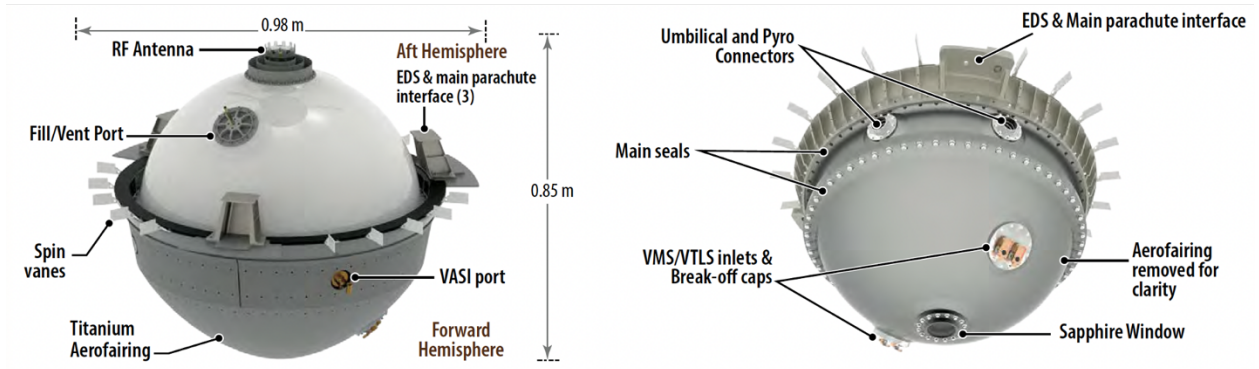 0.98 m
RF Antenna
Aft Hemisphere
EDS & main parachute
interface (3)
Fill/Vent Port
0.85 m
Spin
vanes
VASI port
Titanium
Aerofairing
Forward
Hemisphere
EDS & Main parachute interface
Umbilical and Pyro
Connectors
Main seals
VMS/VTLS inlets &
Break-off caps
Aerofairing
removed for
clarity
Sapphire Window